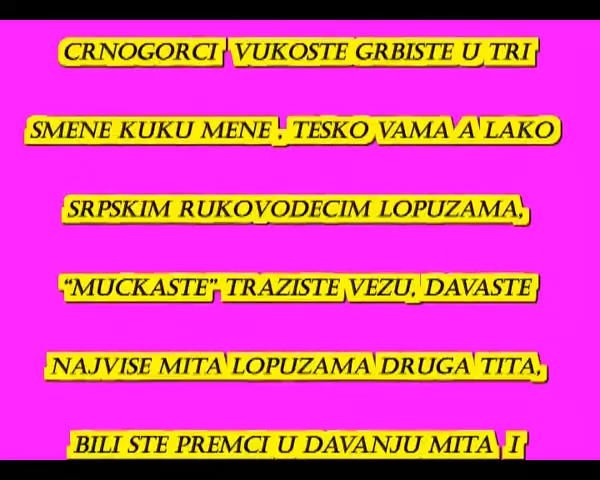 CRNOGORCI VUKOSTE GRBISTE U TRI
SMENE KUKU MENE , TESKO VAMA A LAKO
SRPSKIM RUKOVODECIM LOPUZAMA,
“MUCKASTE” TRAZISTE VEZU, DAVASTE
NAJVISE MITA LOPUZAMA DRUGA TITA,
BILI STE PREMCI U DAVANJU MITA I